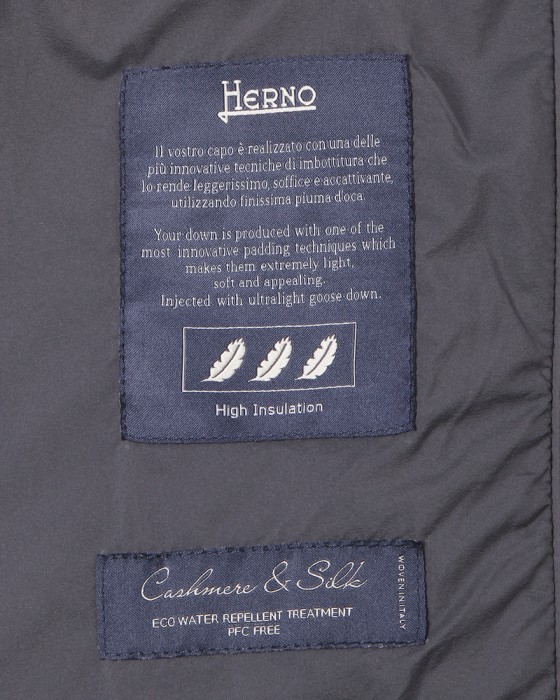 HERNO
Il vostro capo è realizzato con una delle
più innovative tecniche di imbottitura che
lo rende leggerissimo, soffice e accattivante,
utilizzando finissima piuma d'oca.
Your down is produced with one of the
most innovative padding techniques which
makes them extremely light,
soft and appealing.
Injected with ultralight goose down.
High Insulation
Cashmere & Silk
ECO WATER REPELLENT TREATMENT
PFC FREE
WOVEN IN ITALY